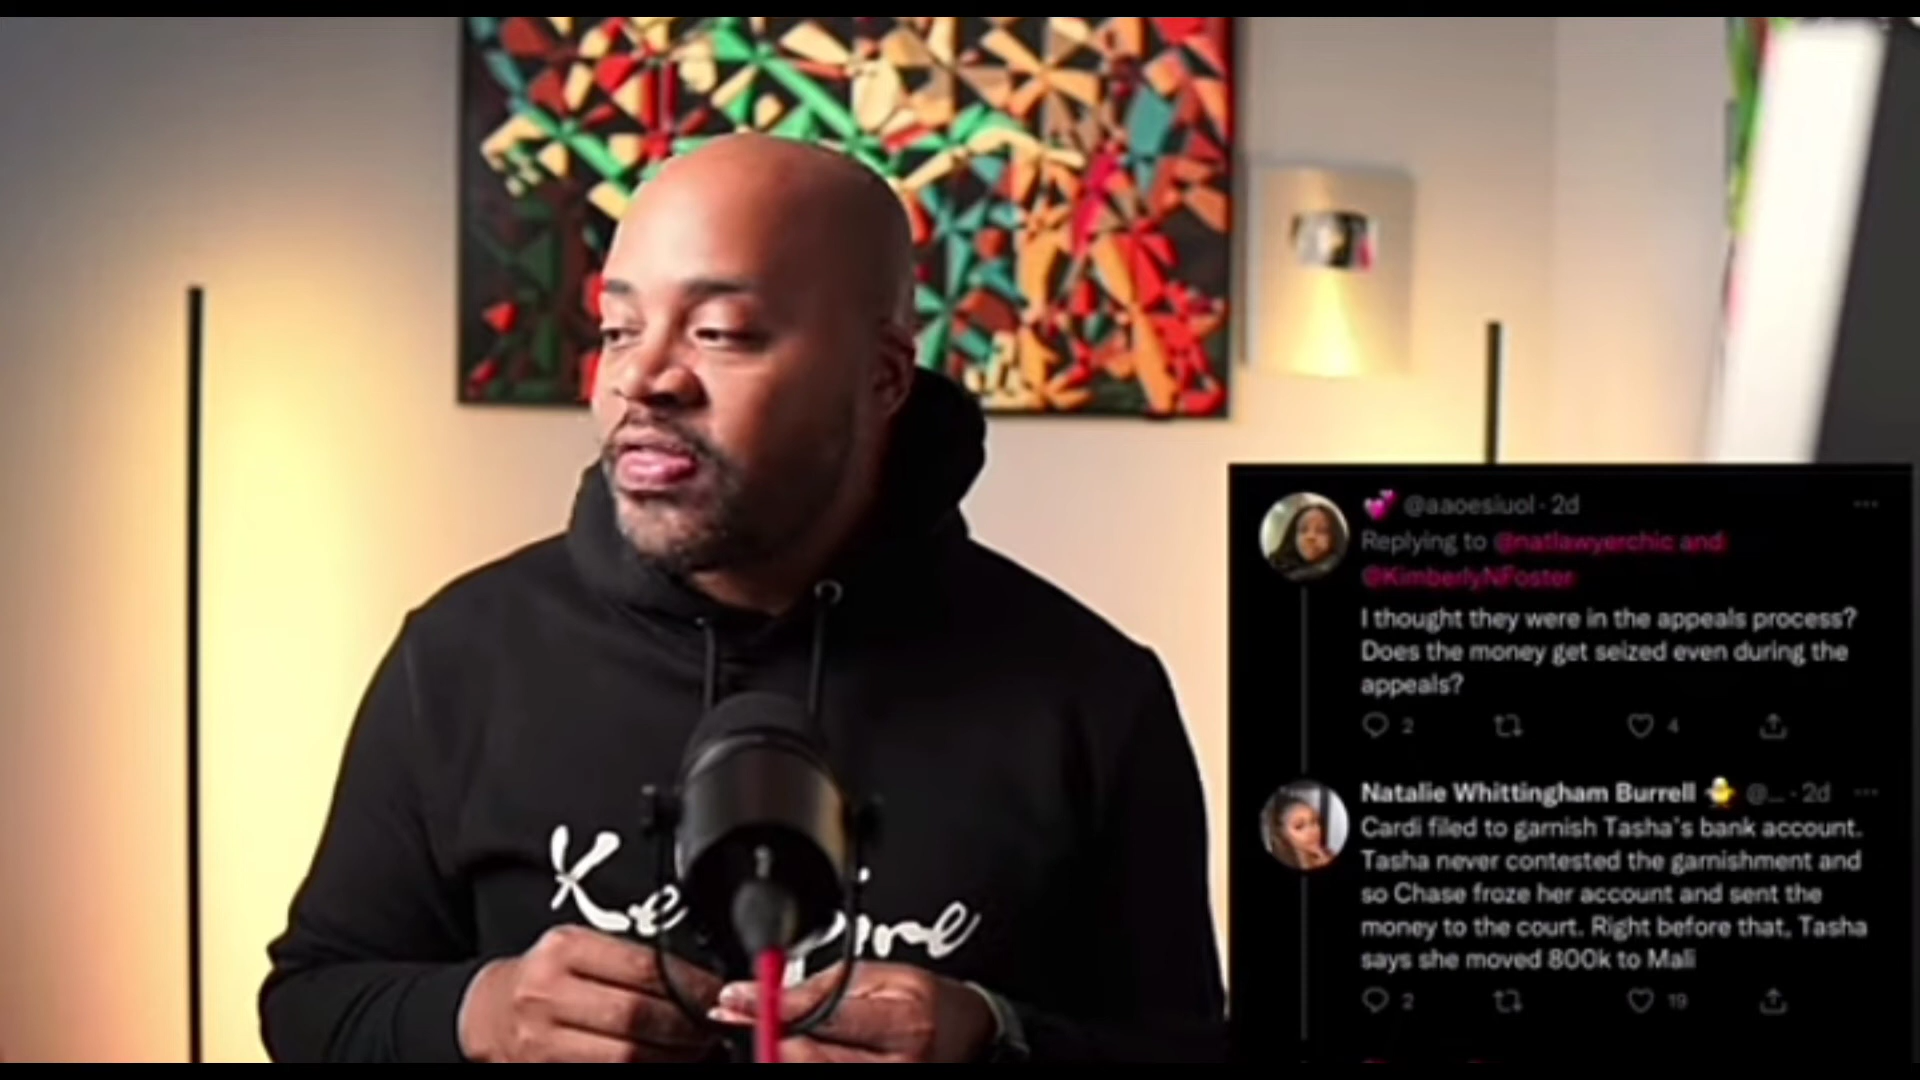 Ke pire
@aaoesiuol · 2d
Replying to @natlawyerchic and
@KimberlyNFoster
I thought they were in the appeals process?
Does the money get seized even during the
appeals?
2 4
Natalie Whittingham Burrell 🐥 @... · 2d
Cardi filed to garnish Tasha's bank account.
Tasha never contested the garnishment and
so Chase froze her account and sent the
money to the court. Right before that, Tasha
says she moved 800k to Mali
2 19